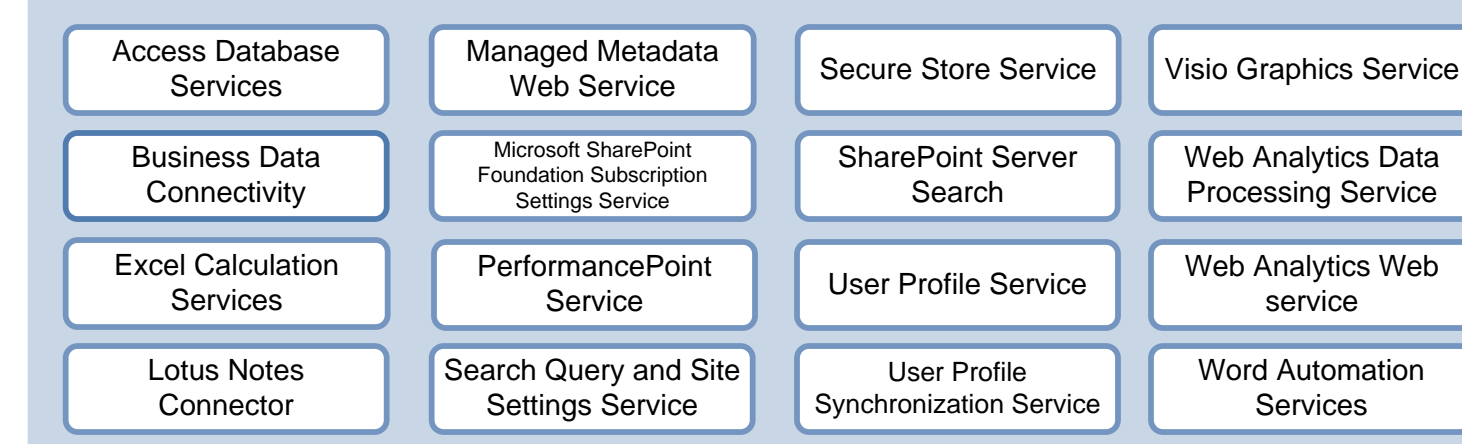 Access Database
Services
Managed Metadata
Web Service
Secure Store Service
Visio Graphics Service
Business Data
Connectivity
Microsoft SharePoint
Foundation Subscription
Settings Service
SharePoint Server
Search
Web Analytics Data
Processing Service
Excel Calculation
Services
PerformancePoint
Service
User Profile Service
Web Analytics Web
service
Lotus Notes
Connector
Search Query and Site
Settings Service
User Profile
Synchronization Service
Word Automation
Services